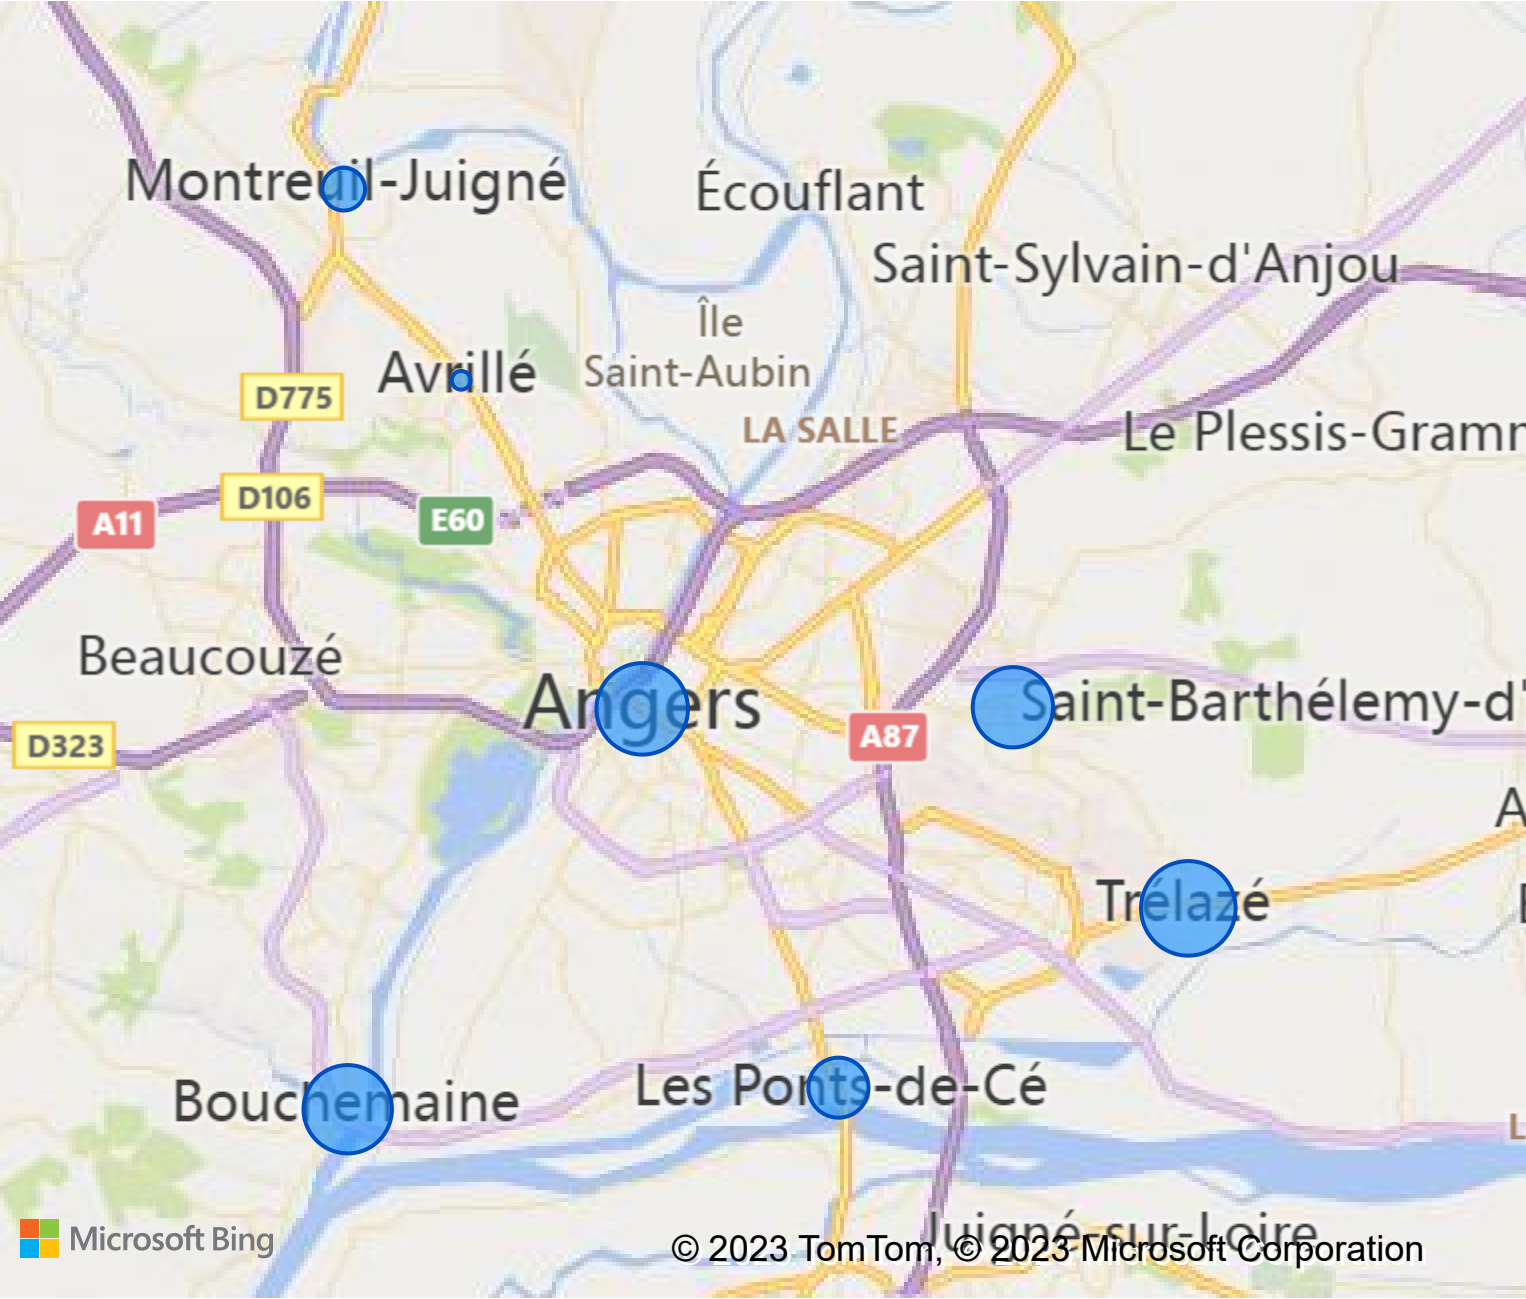 Montreuil-Juigné
Écouflant
Saint-Sylvain-d'Anjou
Île
Saint-Aubin
Avrillé
D775
LA SALLE
Le Plessis-Gramm
D106
A11
E60
Beaucouzé
Angers
Saint-Barthélemy-d'
D323
A87
A
Trélazé
Bouchemaine
Les Ponts-de-Cé
L
Juigné-sur-Loire
Microsoft Bing
© 2023 TomTom, © 2023 Microsoft Corporation